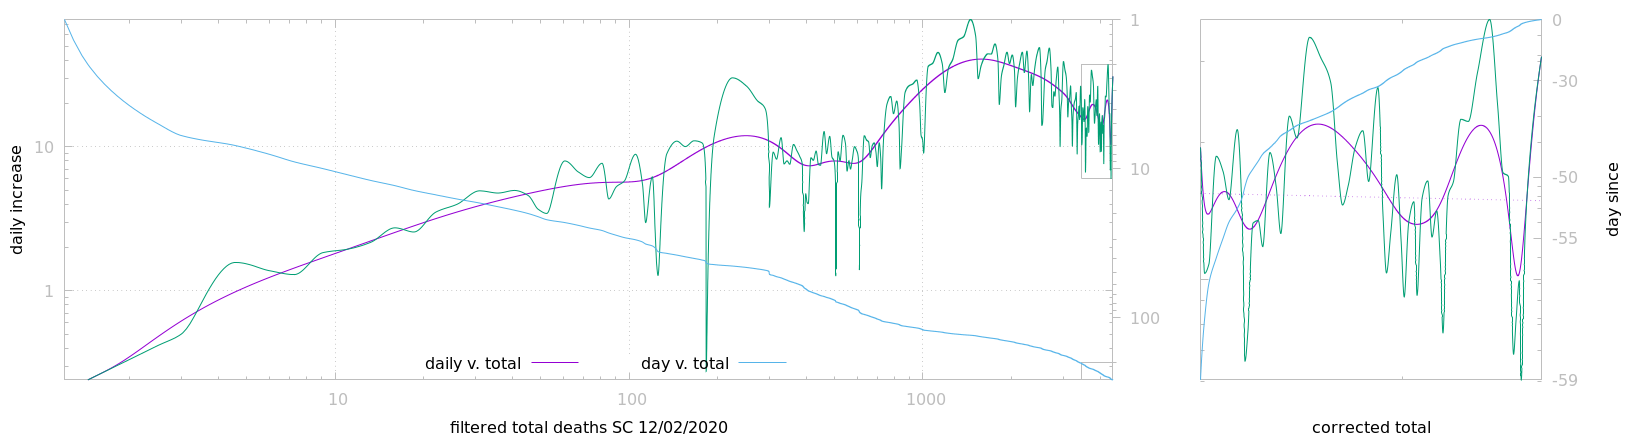 daily increase
10
1
daily v. total
day v. total
10
100
1000
filtered total deaths SC 12/02/2020
1
10
100
0
-30
-50
-55
-59
day since
corrected total